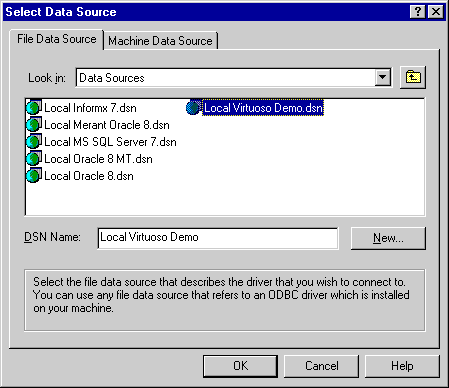 Select Data Source
File Data Source Machine Data Source
Look in: Data Sources
Local Informx 7.dsn Local Virtuoso Demo.dsn
Local Merant Oracle 8.dsn
Local MS SQL Server 7.dsn
Local Oracle 8 MT.dsn
Local Oracle 8.dsn
DSN Name: Local Virtuoso Demo New...
Select the file data source that describes the driver that you wish to connect to.
You can use any file data source that refers to an ODBC driver which is installed
on your machine.
OK Cancel Help